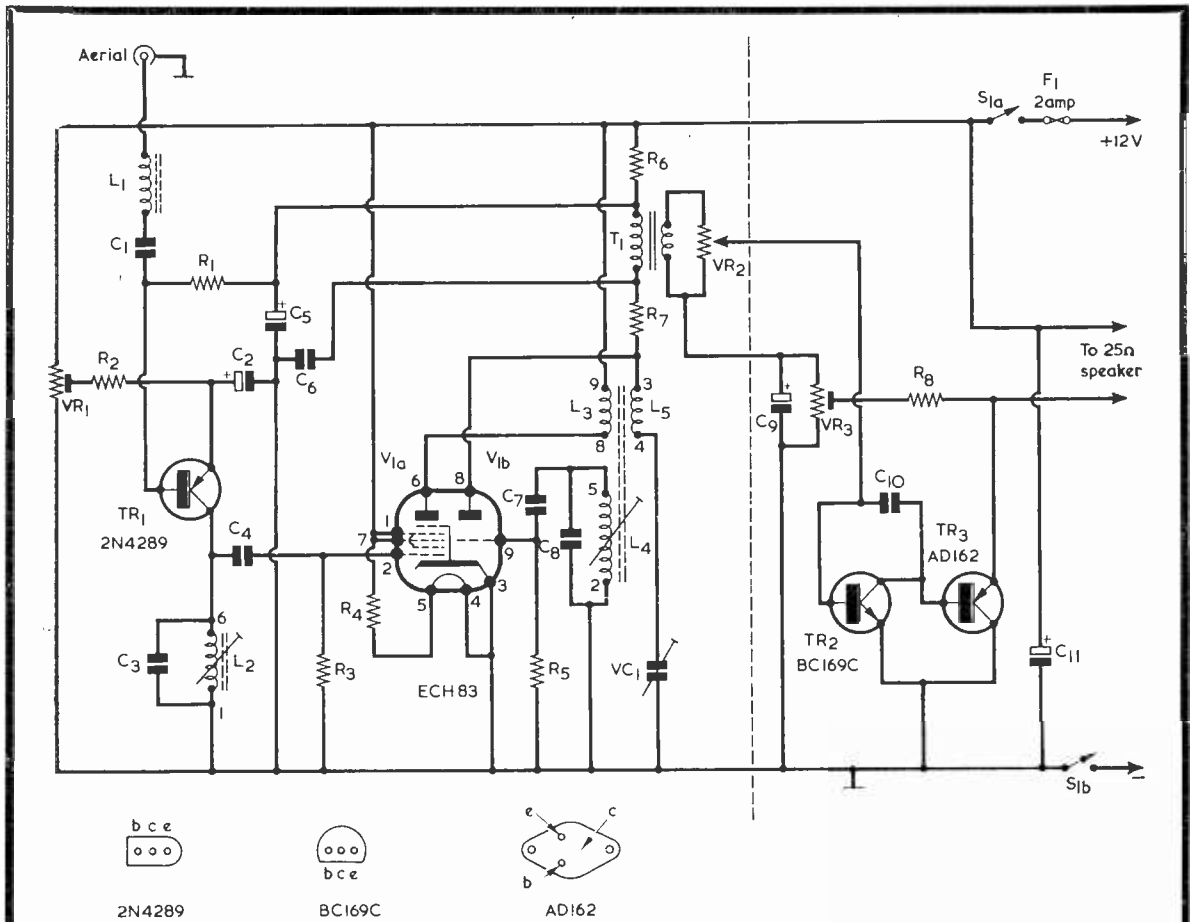 Aerial
S1a
F1
2amp
+12V
L1
R6
C1
T1
VR2
R1
C5
R7
C6
To 25Ω
speaker
R2
C2
VR1
9
3
L3
L5
8
4
C9
VR3
R8
V1a
V1b
6
8
C7
5
C10
TR1
2N4289
C4
1
7
2
9
C8
L4
TR3
AD162
R4
5
4
3
2
TR2
BC169C
C11
6
C3
L2
R3
ECH83
R5
VC1
1
S1b
−
b c e
b c e
e
c
b
2N4289
BC169C
AD162